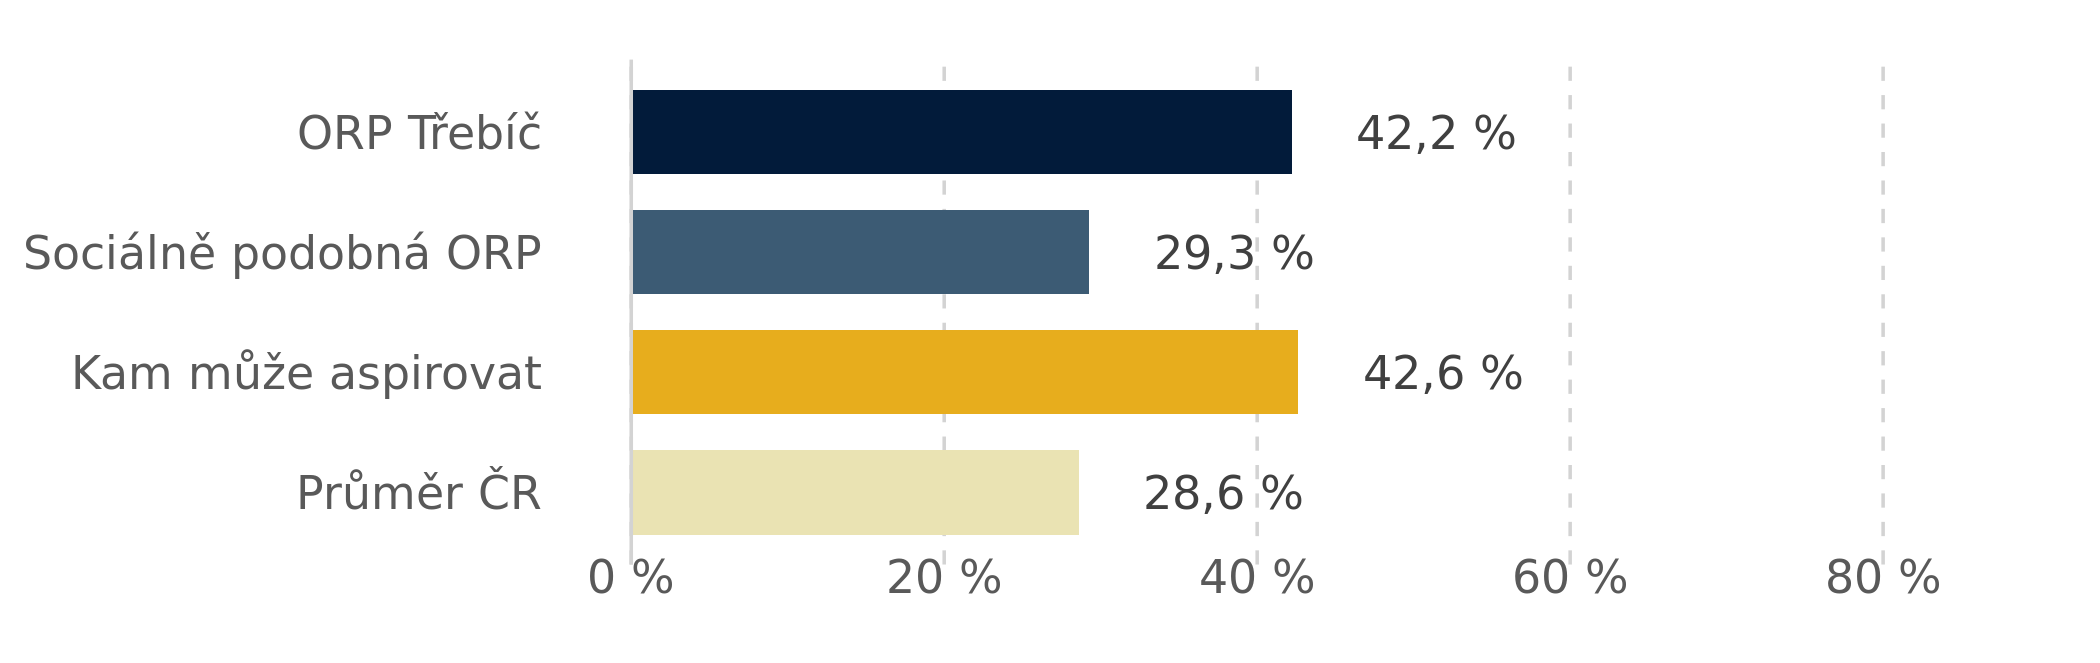 ORP Třebíč 42,2 %
Sociálně podobná ORP 29,3 %
Kam může aspirovat 42,6 %
Průměr ČR 28,6 %
0 % 20 % 40 % 60 % 80 %